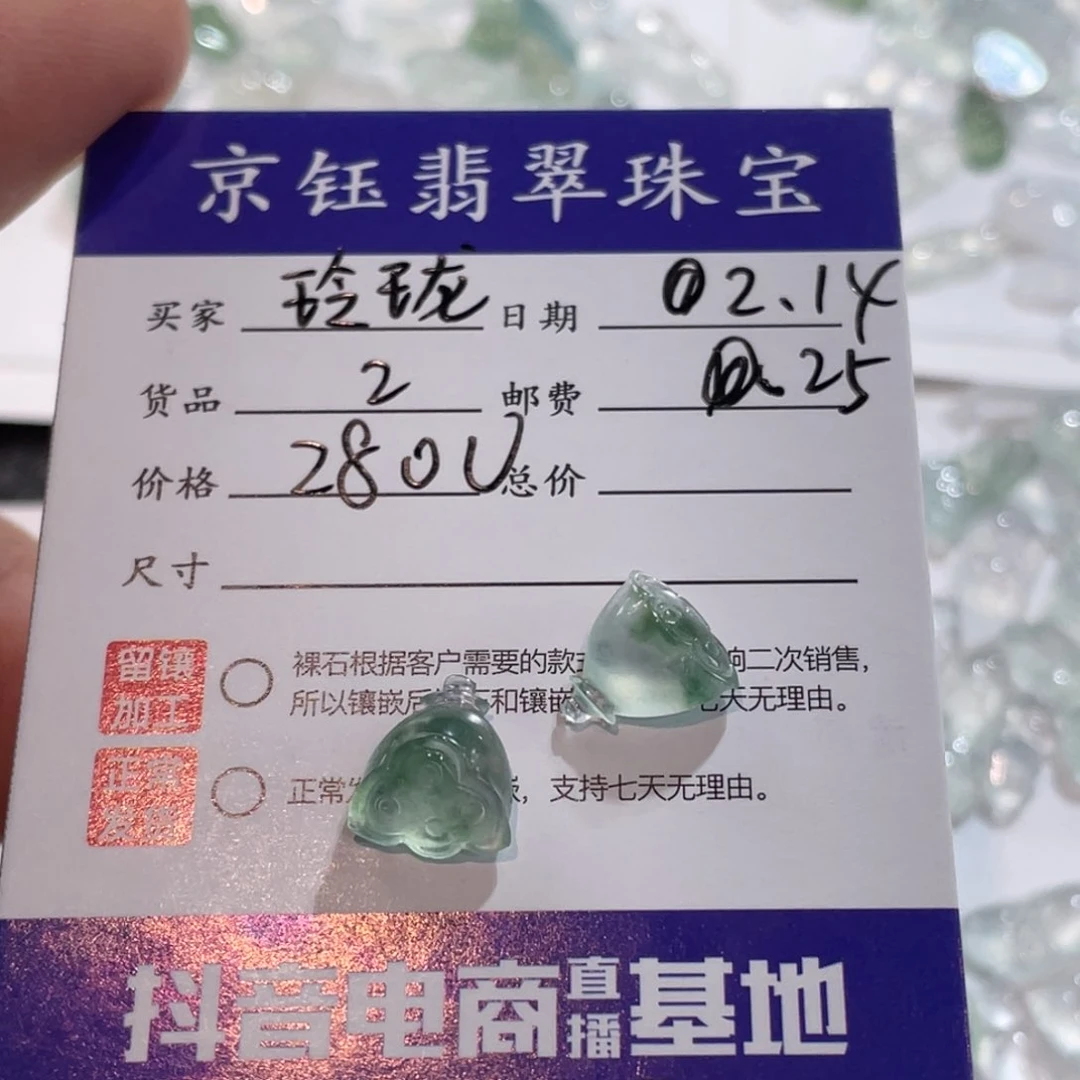 京钰翡翠珠宝
买家 玲珑 日期 02.14
货品 2 邮费 .25
价格 2800 总价
尺寸
留镶加工 裸石根据客户需要的款 响二次销售，
所以镶嵌后 和镶嵌 七天无理由。
正常发货 正常 ，支持七天无理由。
抖音电商直播基地